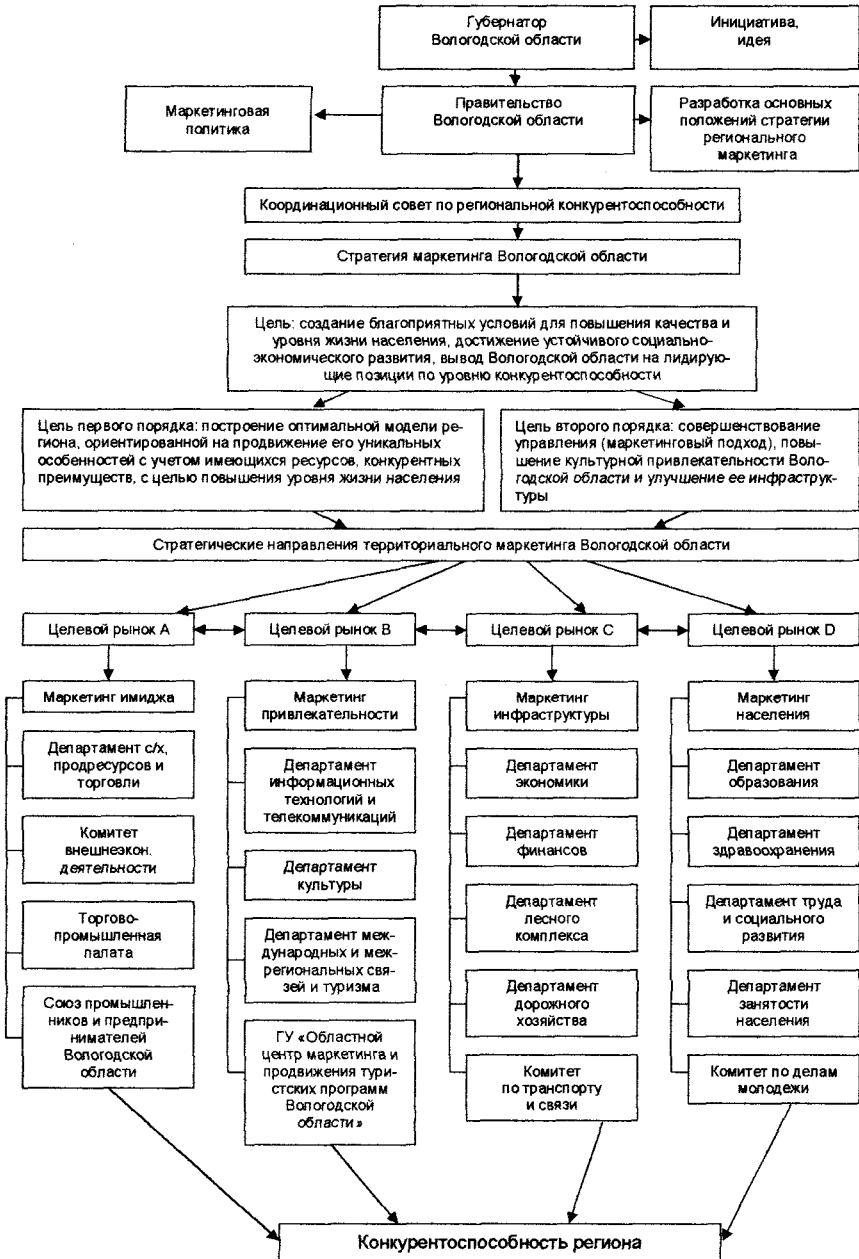 Губернатор
Вологодской области
Инициатива,
идея
Маркетинговая
политика
Правительство
Вологодской области
Разработка основных
положений стратегии
регионального
маркетинга
Координационный совет по региональной конкурентоспособности
Стратегия маркетинга Вологодской области
Цель: создание благоприятных условий для повышения качества и
уровня жизни населения, достижение устойчивого социально-
экономического развития, вывод Вологодской области на лидирую-
щие позиции по уровню конкурентоспособности
Цель первого порядка: построение оптимальной модели ре-
гиона, ориентированной на продвижение его уникальных
особенностей с учетом имеющихся ресурсов, конкурентных
преимуществ, с целью повышения уровня жизни населения
Цель второго порядка: совершенствование
управления (маркетинговый подход), повы-
шение культурной привлекательности Воло-
годской области и улучшение ее инфраструк-
туры
Стратегические направления территориального маркетинга Вологодской области
Целевой рынок А
Целевой рынок В
Целевой рынок С
Целевой рынок D
Маркетинг имиджа
Департамент с/х,
продресурсов и
торговли
Комитет
внешнеэкон.
деятельности
Торгово-
промышленная
палата
Союз промышлен-
ников и предпри-
нимателей
Вологодской
области
Маркетинг
привлекательности
Департамент
информационных
технологий и
телекоммуникаций
Департамент
культуры
Департамент меж-
дународных и меж-
региональных свя-
зей и туризма
ГУ «Областной
центр маркетинга и
продвижения тури-
стских программ
Вологодской
области»
Маркетинг
инфраструктуры
Департамент
экономики
Департамент
финансов
Департамент
лесного
комплекса
Департамент
дорожного
хозяйства
Комитет
по транспорту
и связи
Маркетинг
населения
Департамент
образования
Департамент
здравоохранения
Департамент труда
и социального
развития
Департамент
занятости
населения
Комитет по делам
молодежи
Конкурентоспособность региона